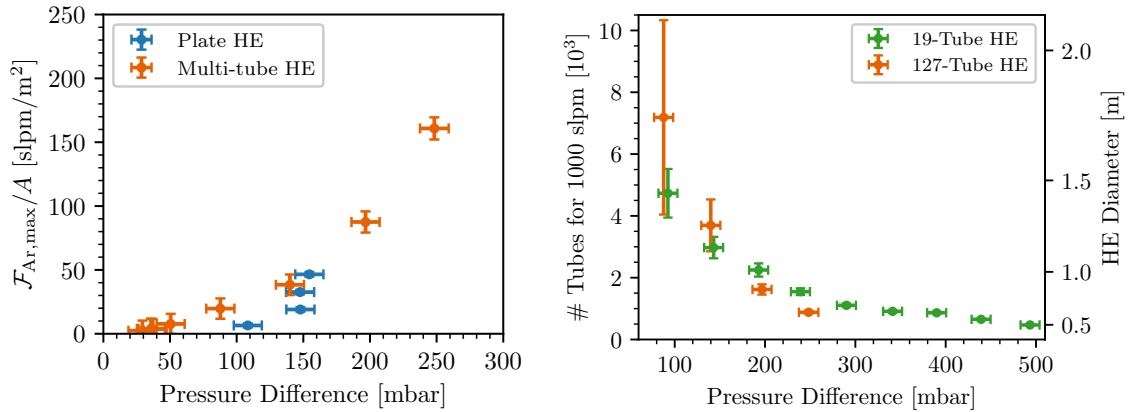 250
200
150
100
50
0
0 50 100 150 200 250 300
Pressure Difference [mbar]
𝓕_Ar,max/A [slpm/m²]
Plate HE
Multi-tube HE
10
8
6
4
2
0
100 200 300 400 500
Pressure Difference [mbar]
# Tubes for 1000 slpm [10³]
19-Tube HE
127-Tube HE
2.0
1.5
1.0
0.5
HE Diameter [m]